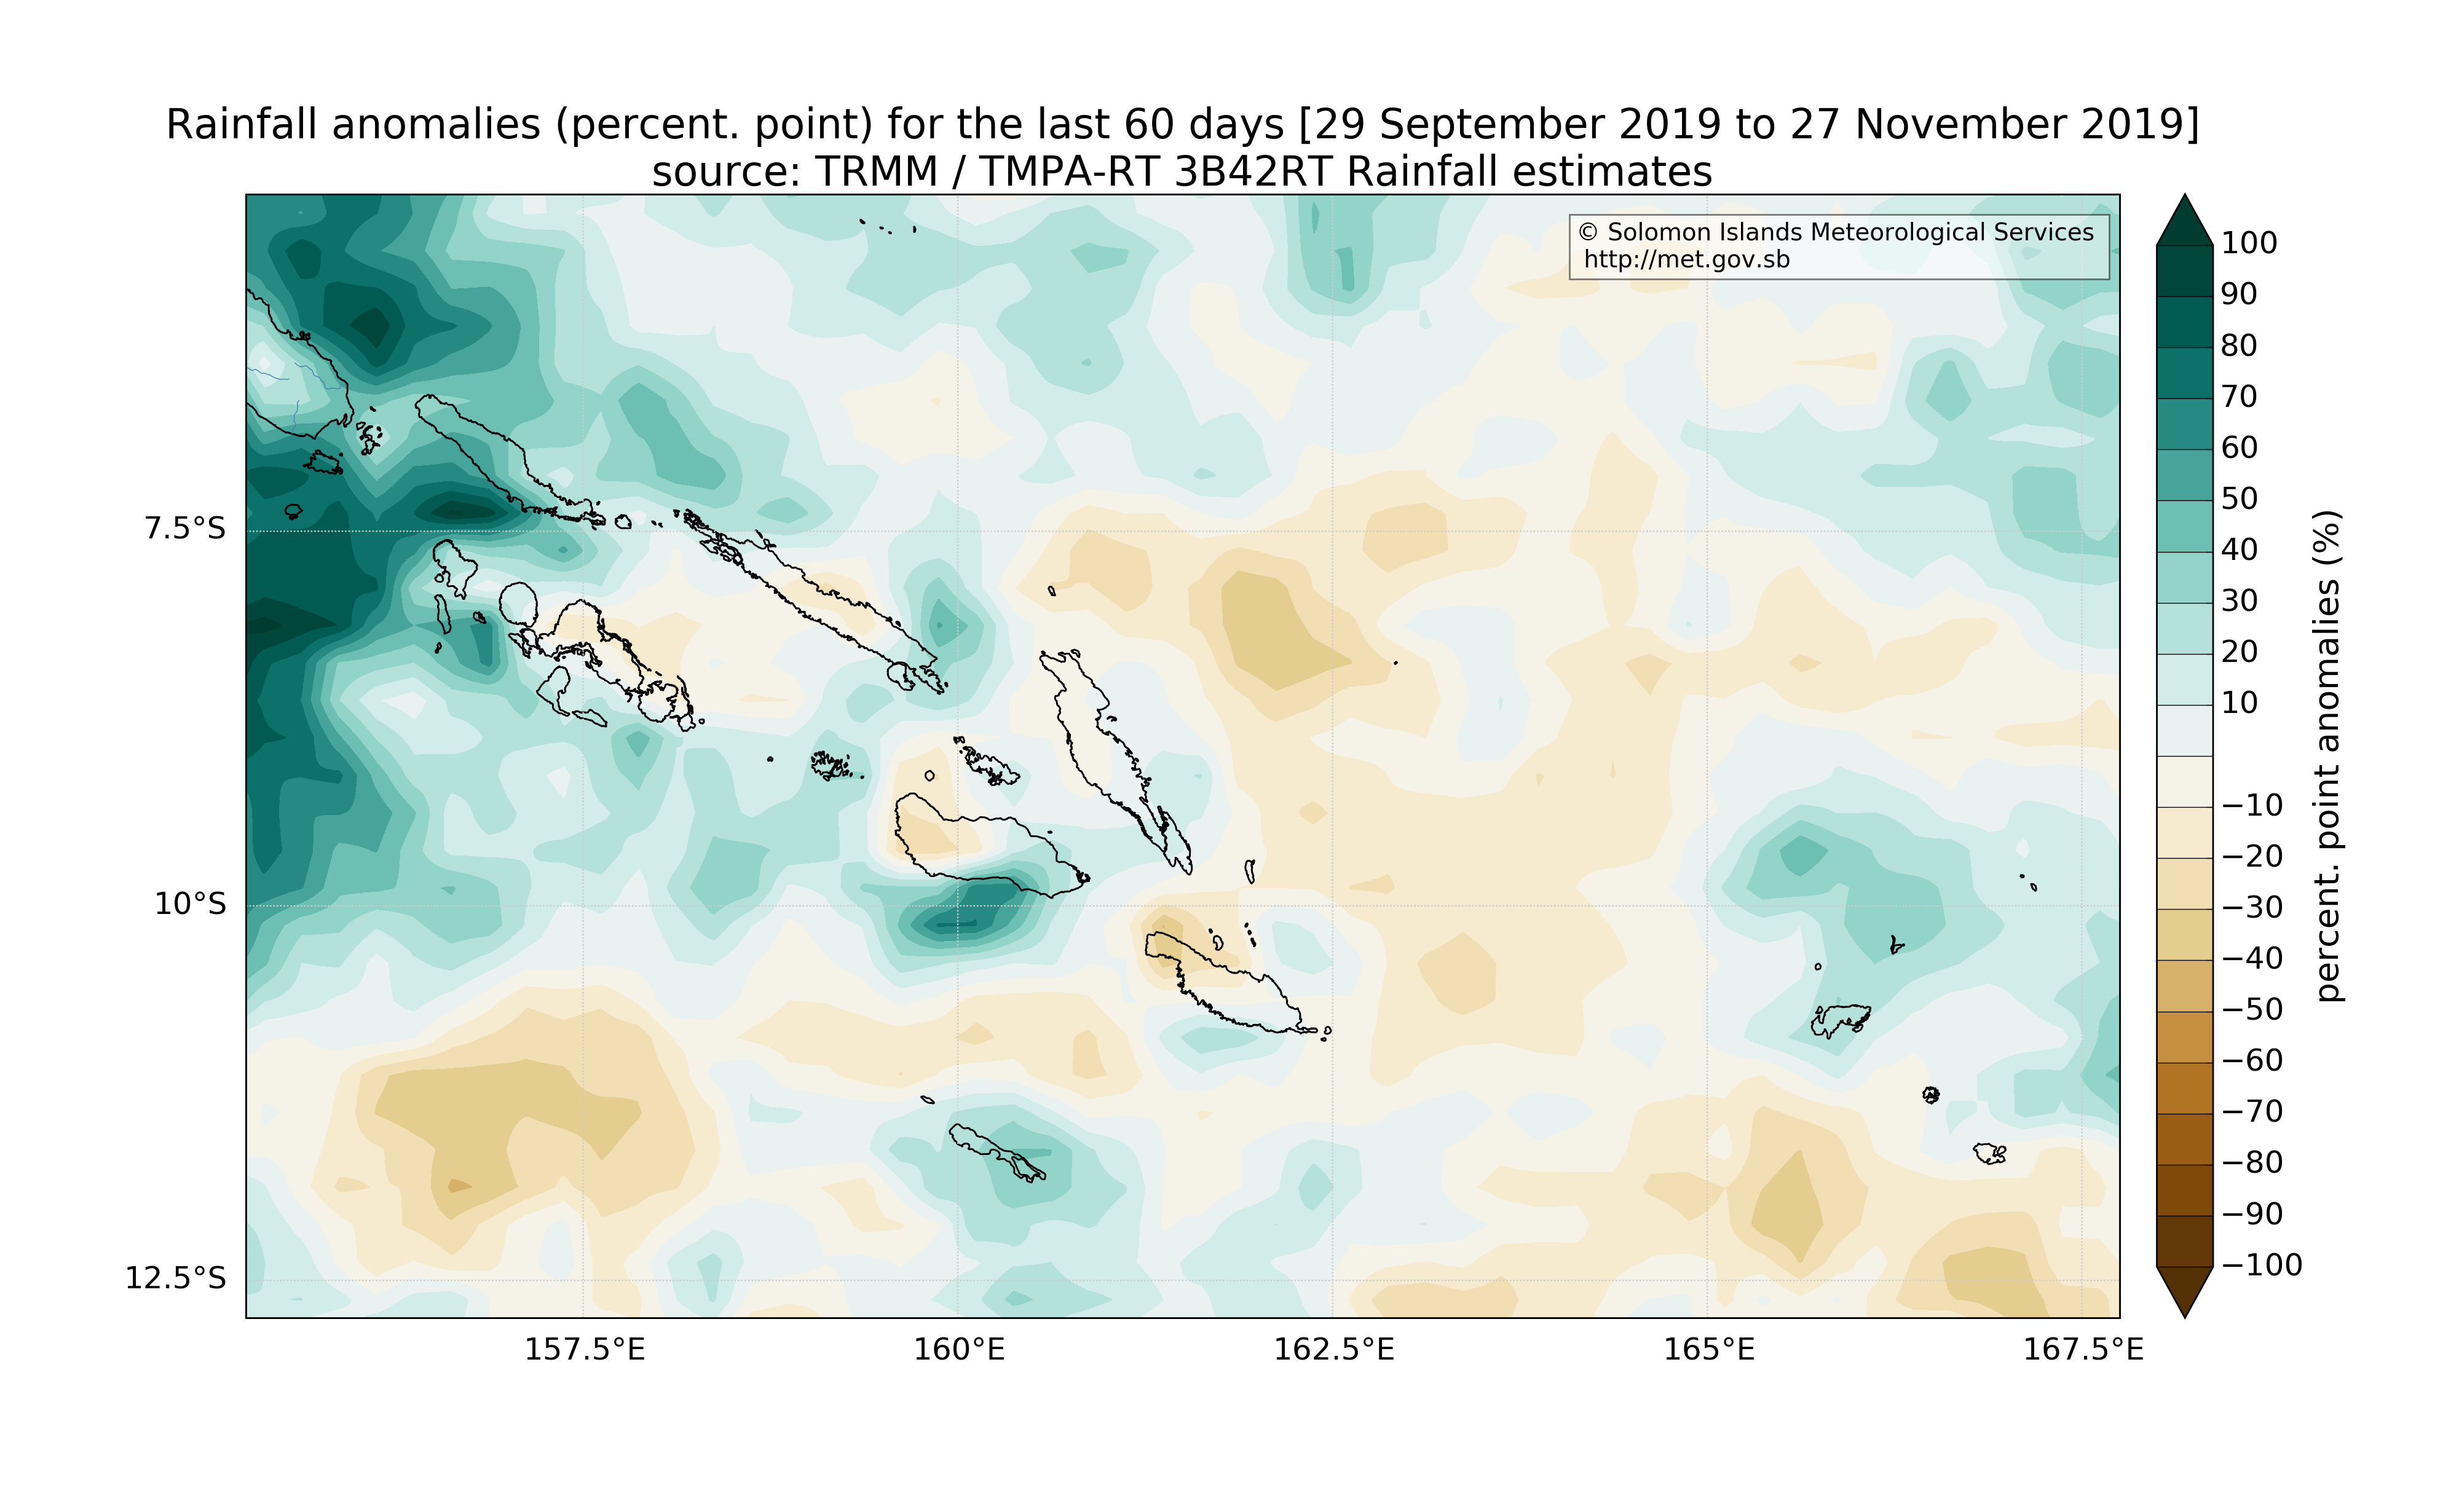 Rainfall anomalies (percent. point) for the last 60 days [29 September 2019 to 27 November 2019]
source: TRMM / TMPA-RT 3B42RT Rainfall estimates
© Solomon Islands Meteorological Services
http://met.gov.sb
7.5°S
10°S
12.5°S
157.5°E
160°E
162.5°E
165°E
167.5°E
100
90
80
70
60
50
40
30
20
10
−10
−20
−30
−40
−50
−60
−70
−80
−90
−100
percent. point anomalies (%)